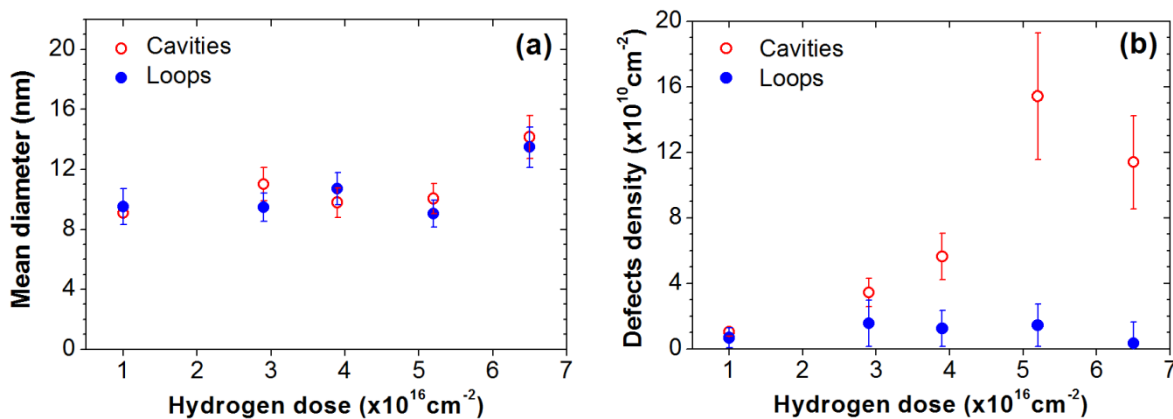 (a)
Cavities
Loops
Mean diameter (nm)
20
16
12
8
4
0
1 2 3 4 5 6 7
Hydrogen dose (x10¹⁶cm⁻²)
(b)
Cavities
Loops
Defects density (x10¹⁰cm⁻²)
20
16
12
8
4
0
1 2 3 4 5 6 7
Hydrogen dose (x10¹⁶cm⁻²)